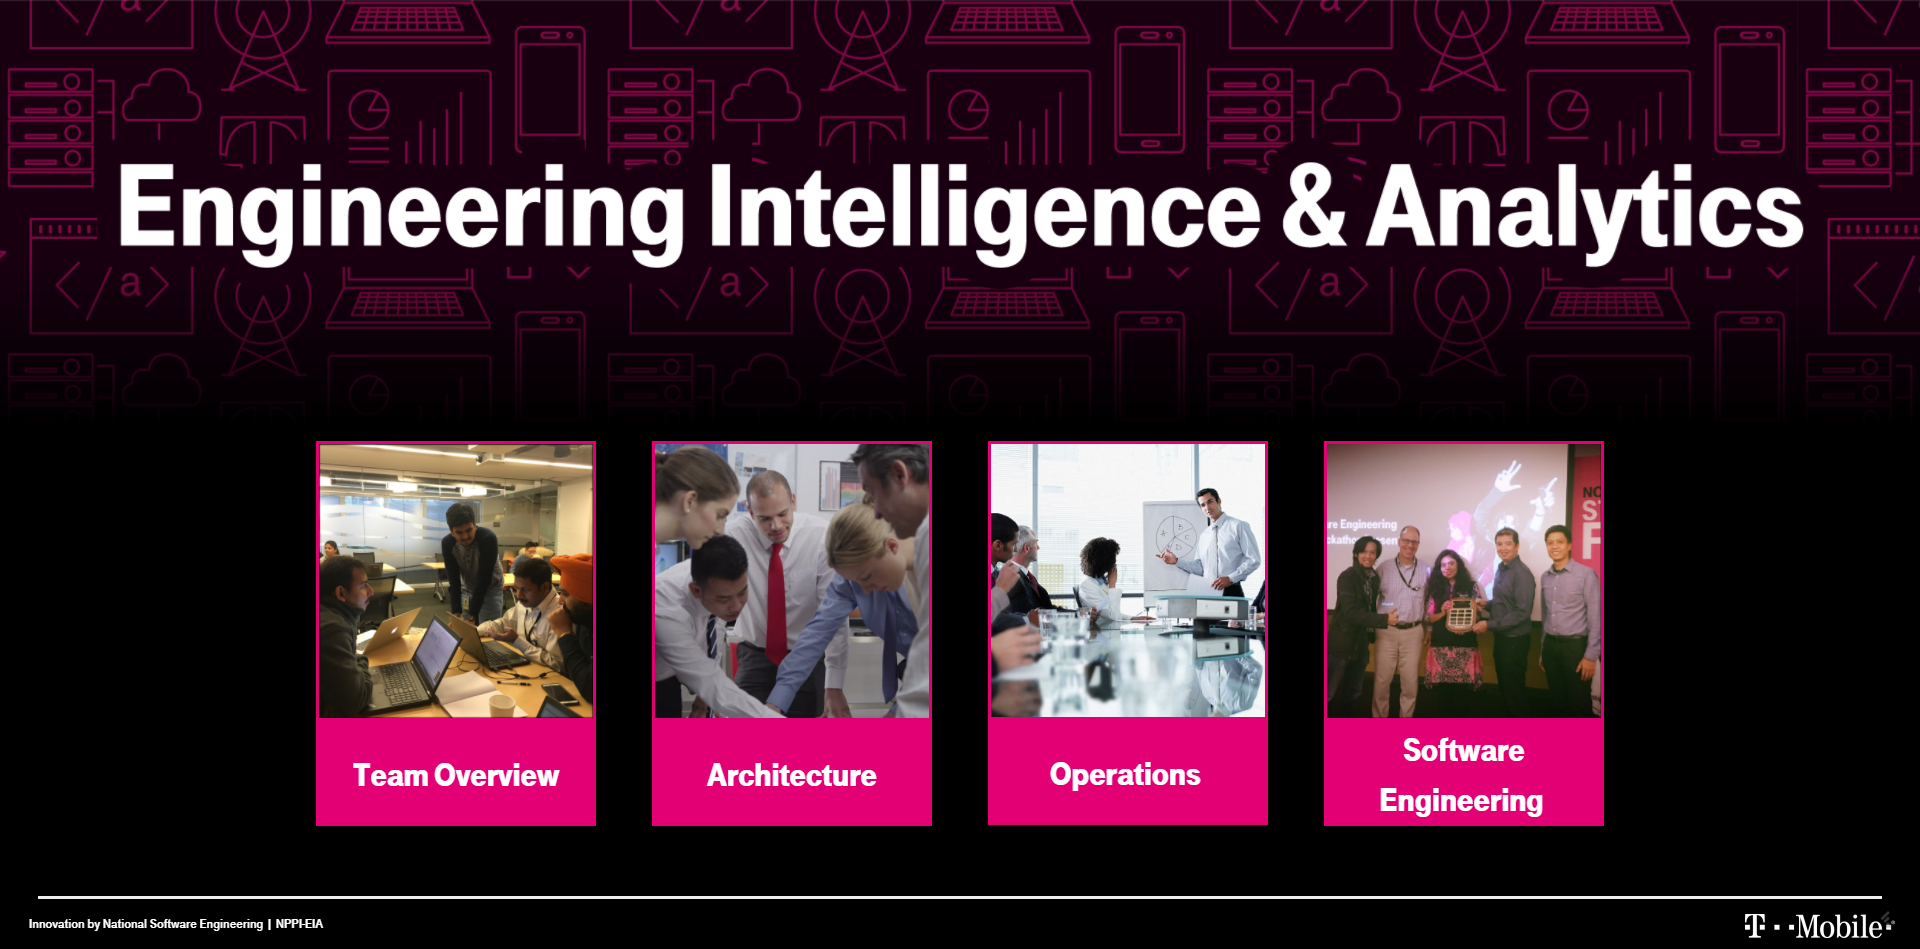 Engineering Intelligence & Analytics
Team Overview
Architecture
Operations
Software
Engineering
Innovation by National Software Engineering | NPPI-EIA
T··Mobile·